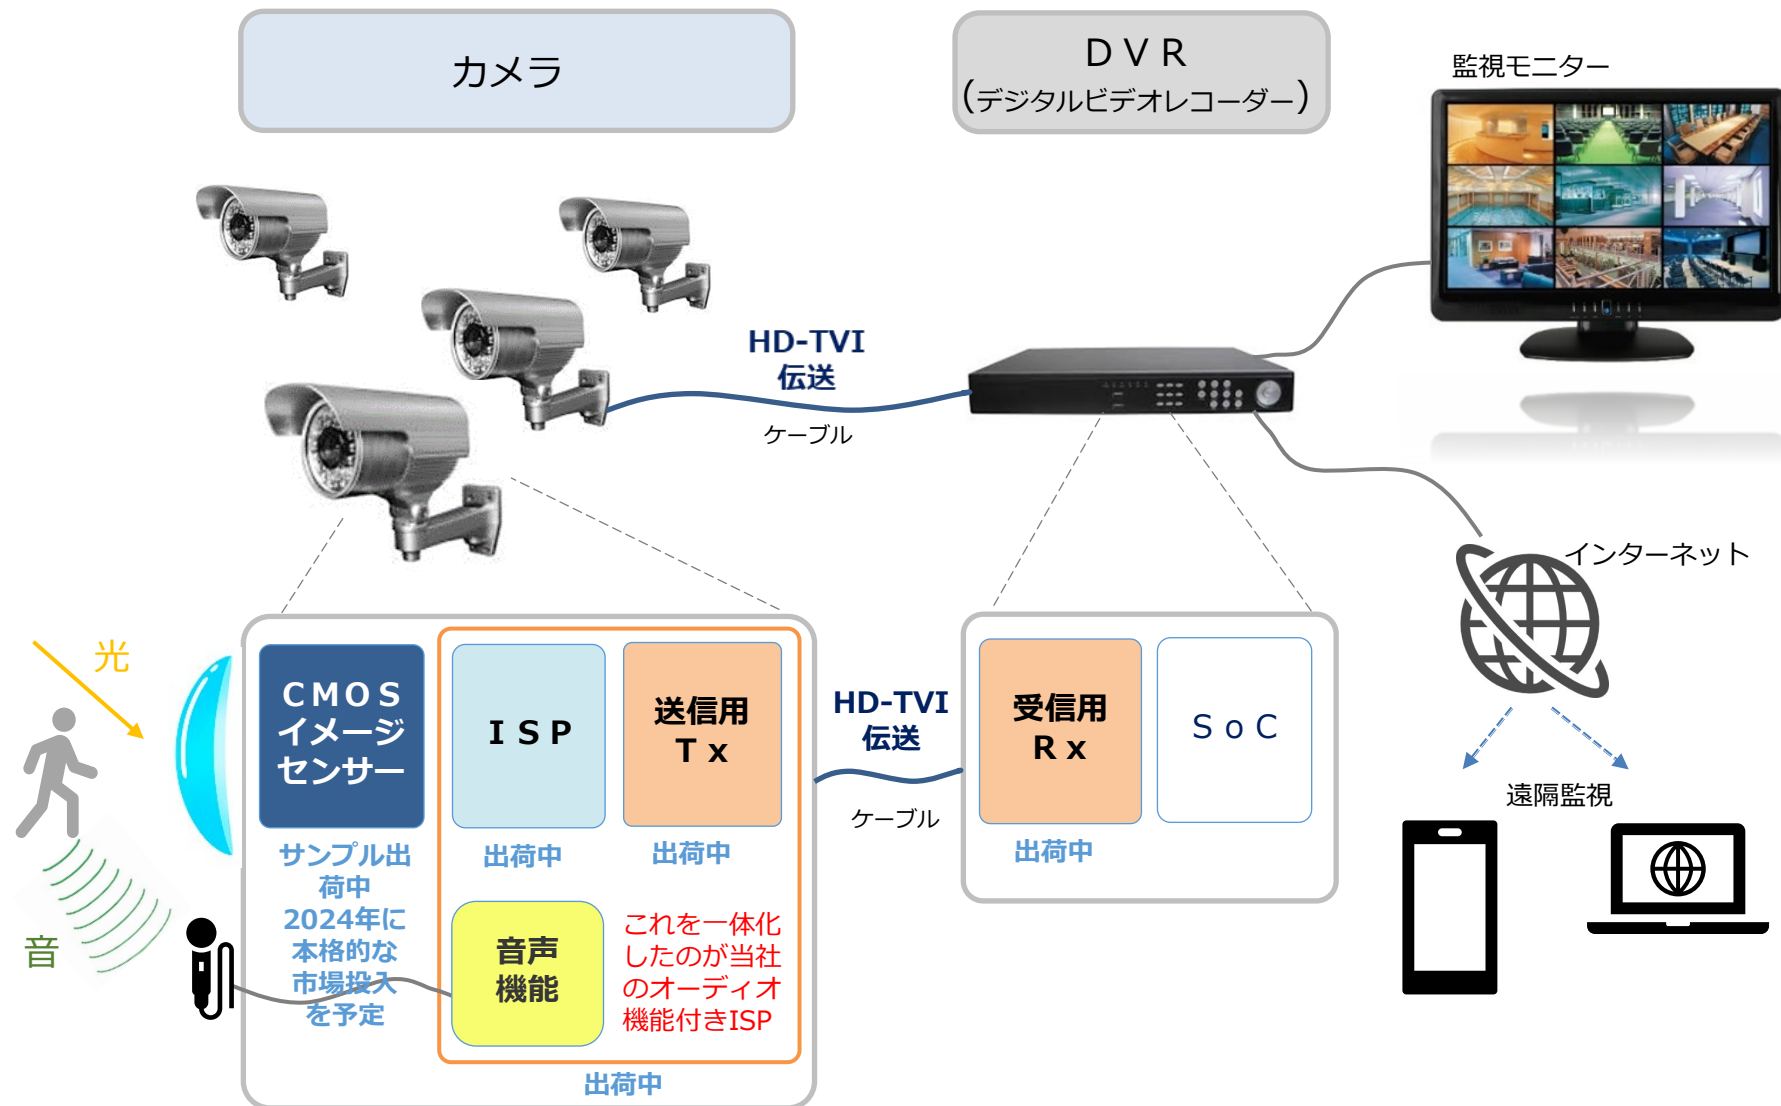 カメラ
ＤＶＲ
(デジタルビデオレコーダー)
監視モニター
HD-TVI
伝送
ケーブル
インターネット
光
ＣＭＯＳ
イメージ
センサー
ＩＳＰ
送信用
Ｔｘ
HD-TVI
伝送
ケーブル
受信用
Ｒｘ
ＳｏＣ
遠隔監視
サンプル出
荷中
2024年に
本格的な
市場投入
を予定
出荷中
出荷中
出荷中
音
音声
機能
これを一体化
したのが当社
のオーディオ
機能付きISP
出荷中